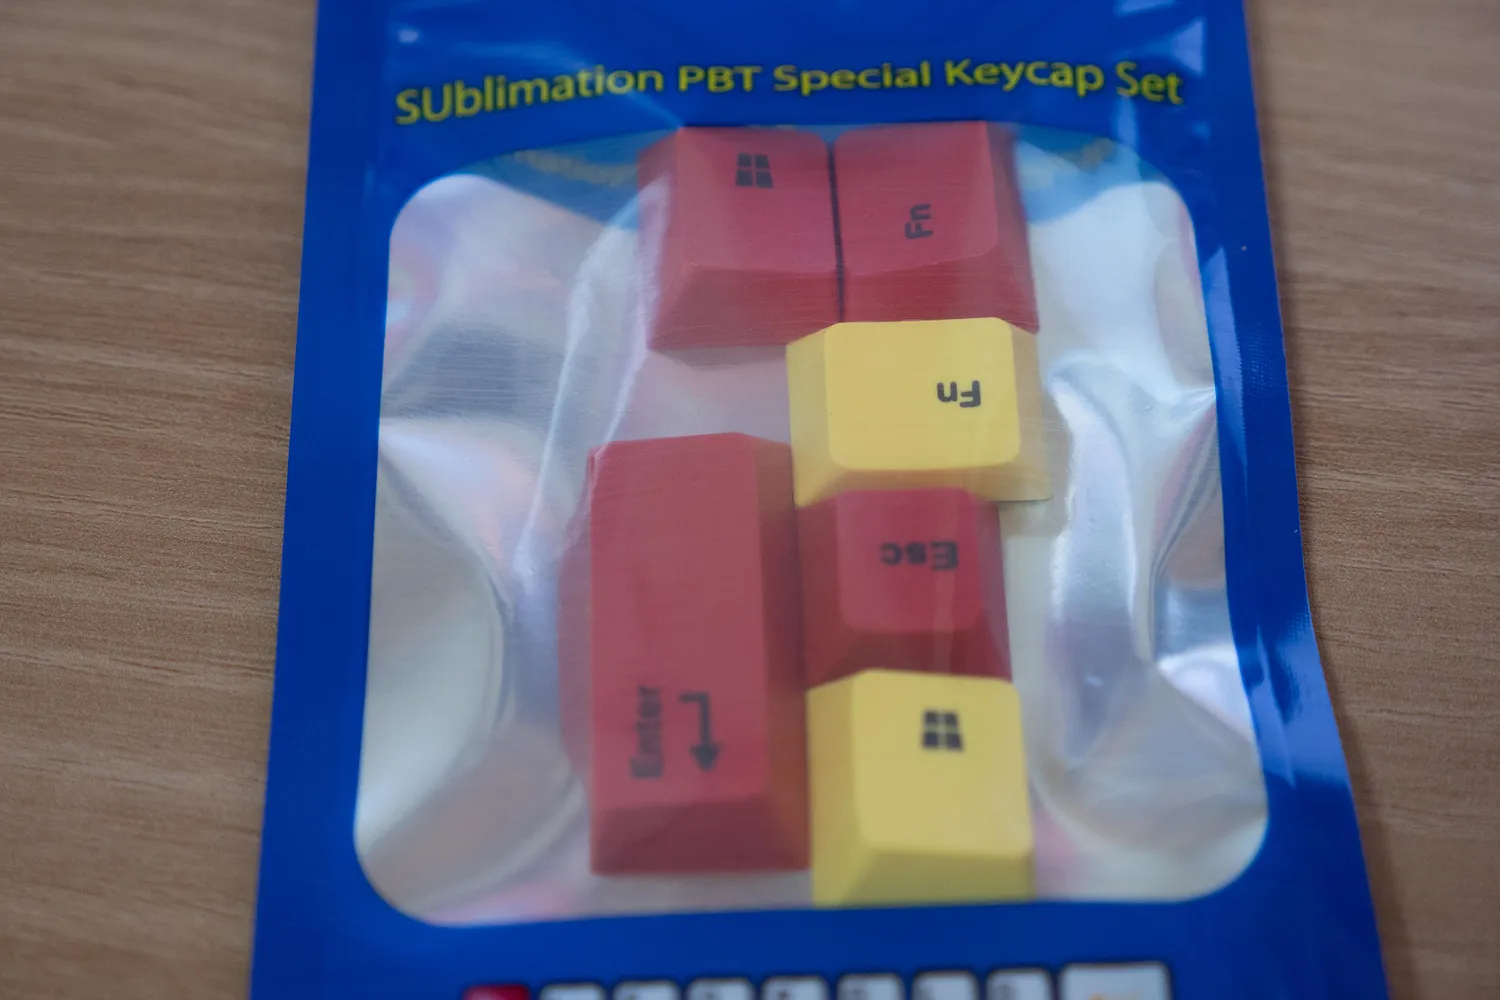 SUblimation PBT Special Keycap Set
Fn
Fn
Esc
Enter